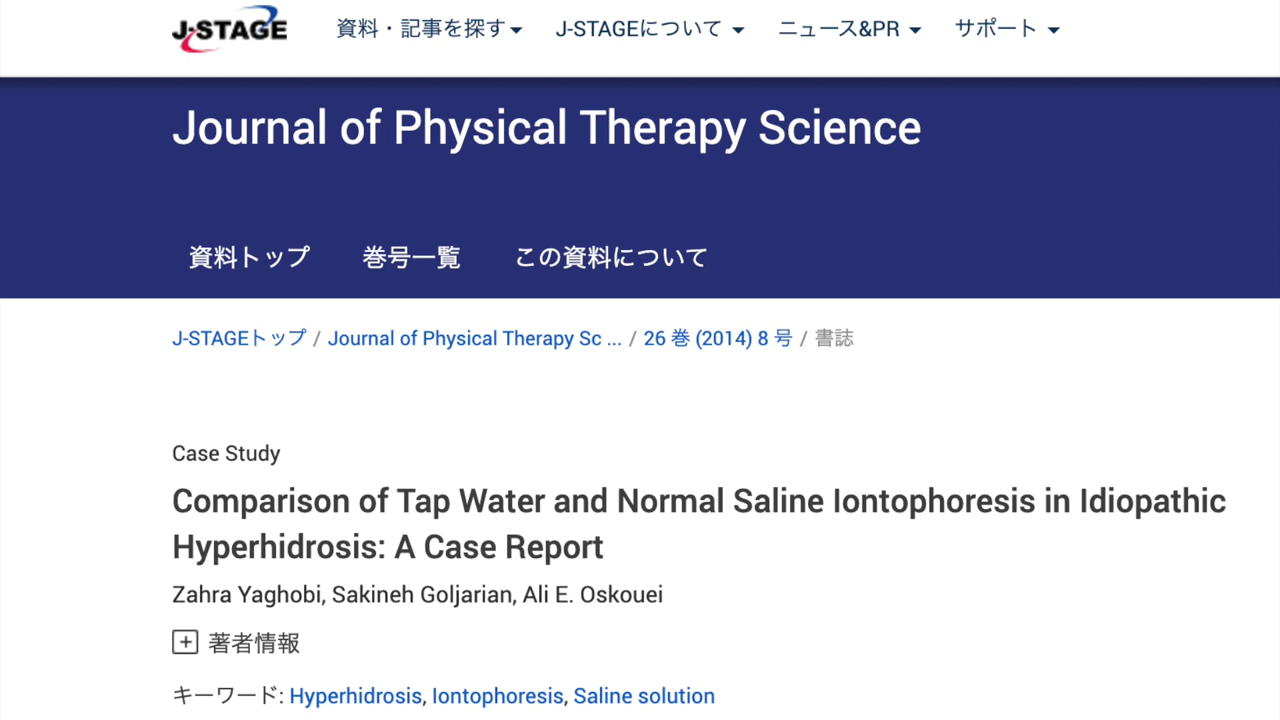 J-STAGE 資料・記事を探す J-STAGEについて ニュース&PR サポート
Journal of Physical Therapy Science
資料トップ 巻号一覧 この資料について
J-STAGEトップ / Journal of Physical Therapy Sc ... / 26 巻 (2014) 8 号 / 書誌
Case Study
Comparison of Tap Water and Normal Saline Iontophoresis in Idiopathic
Hyperhidrosis: A Case Report
Zahra Yaghobi, Sakineh Goljarian, Ali E. Oskouei
著者情報
キーワード: Hyperhidrosis, Iontophoresis, Saline solution